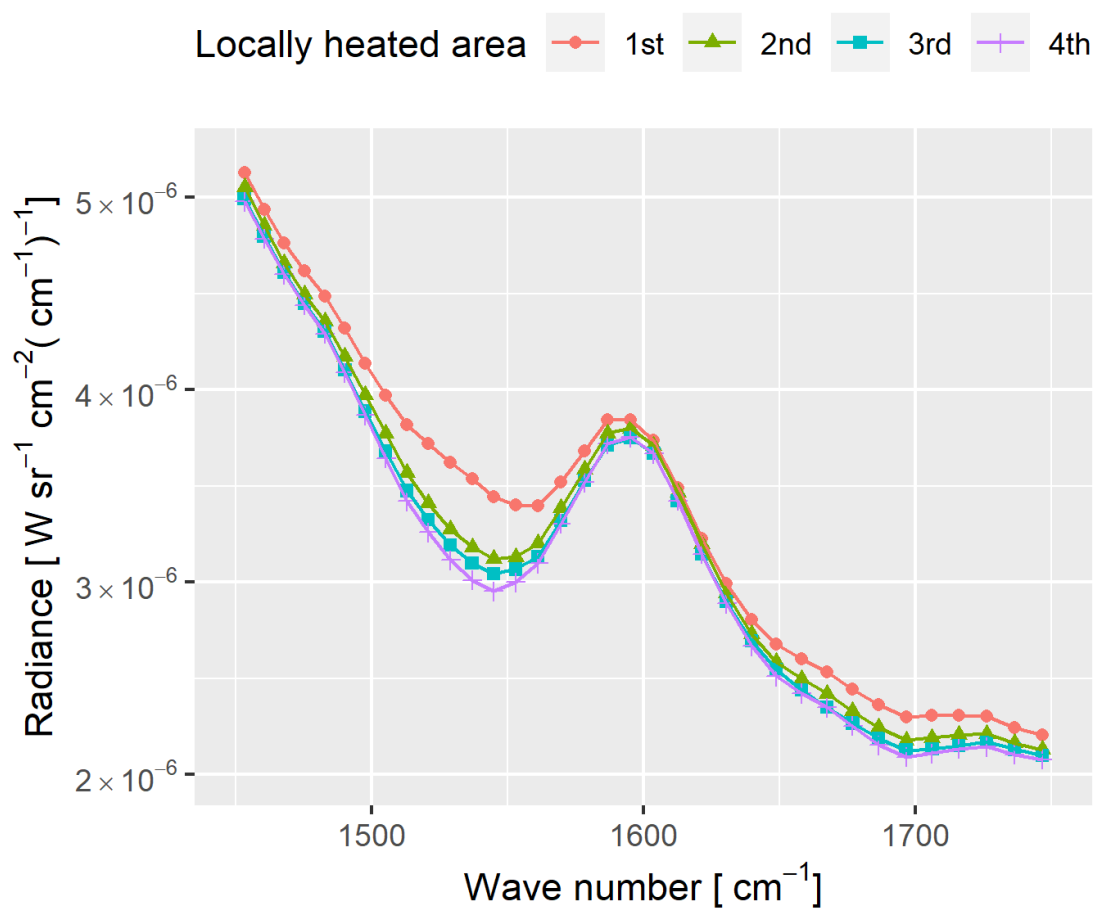 Locally heated area 1st 2nd 3rd 4th
5 × 10⁻⁶
4 × 10⁻⁶
3 × 10⁻⁶
2 × 10⁻⁶
Radiance [ W sr⁻¹ cm⁻²( cm⁻¹)⁻¹]
1500 1600 1700
Wave number [ cm⁻¹]